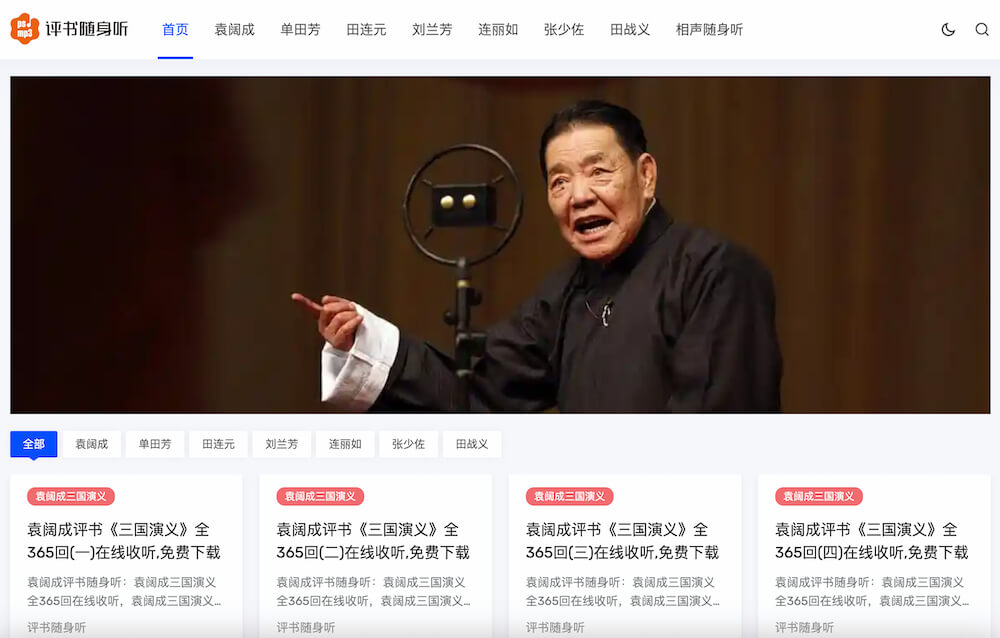 ps
mp3
评书随身听 首页 袁阔成 单田芳 田连元 刘兰芳 连丽如 张少佐 田战义 相声随身听
全部 袁阔成 单田芳 田连元 刘兰芳 连丽如 张少佐 田战义
袁阔成三国演义
袁阔成评书《三国演义》全
365回(一)在线收听,免费下载
袁阔成评书随身听：袁阔成三国演义
全365回在线收听，袁阔成三国演义...
评书随身听
袁阔成三国演义
袁阔成评书《三国演义》全
365回(二)在线收听,免费下载
袁阔成评书随身听：袁阔成三国演义
全365回在线收听，袁阔成三国演义...
评书随身听
袁阔成三国演义
袁阔成评书《三国演义》全
365回(三)在线收听,免费下载
袁阔成评书随身听：袁阔成三国演义
全365回在线收听，袁阔成三国演义...
评书随身听
袁阔成三国演义
袁阔成评书《三国演义》全
365回(四)在线收听,免费下载
袁阔成评书随身听：袁阔成三国演义
全365回在线收听，袁阔成三国演义...
评书随身听